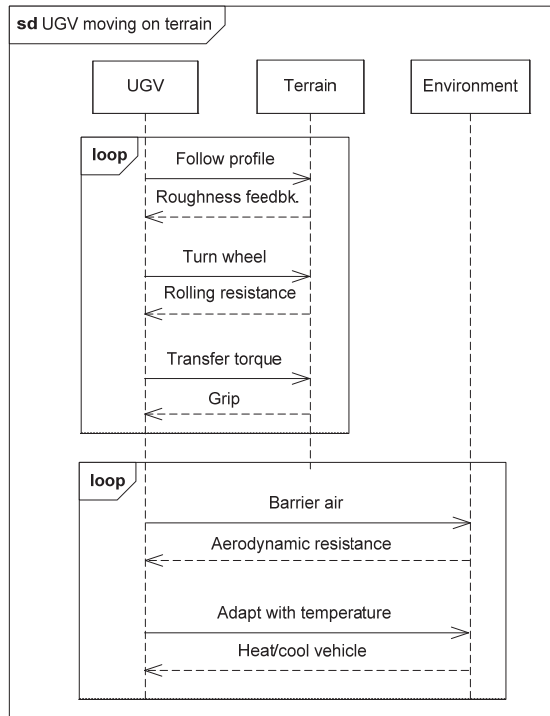 sd UGV moving on terrain
UGV
Terrain
Environment
loop
Follow profile
Roughness feedbk.
Turn wheel
Rolling resistance
Transfer torque
Grip
loop
Barrier air
Aerodynamic resistance
Adapt with temperature
Heat/cool vehicle